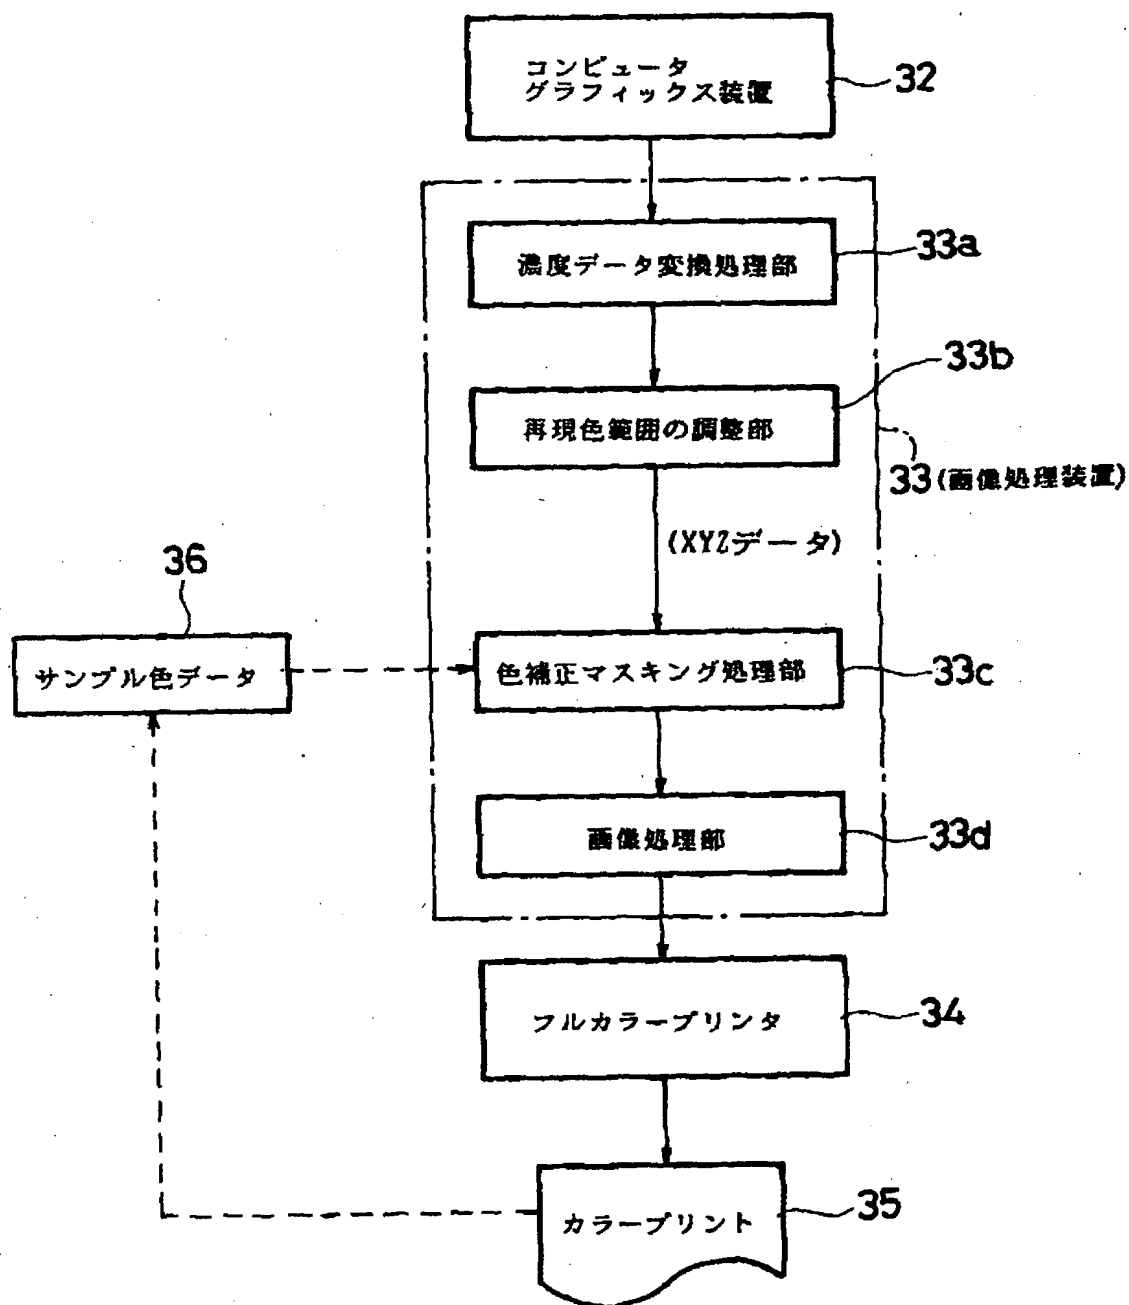 コンピュータ
グラフィックス装置
32
濃度データ変換処理部
33a
再現色範囲の調整部
33b
33(画像処理装置)
(XYZデータ)
36
サンプル色データ
色補正マスキング処理部
33c
画像処理部
33d
フルカラープリンタ
34
カラープリント
35